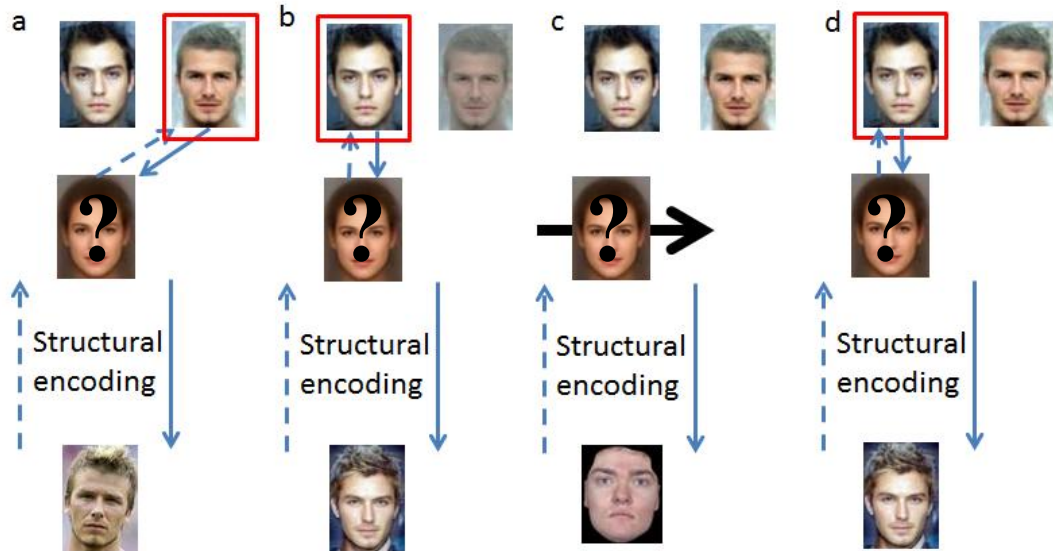 a
b
c
d
?
?
?
?
Structural
encoding
Structural
encoding
Structural
encoding
Structural
encoding